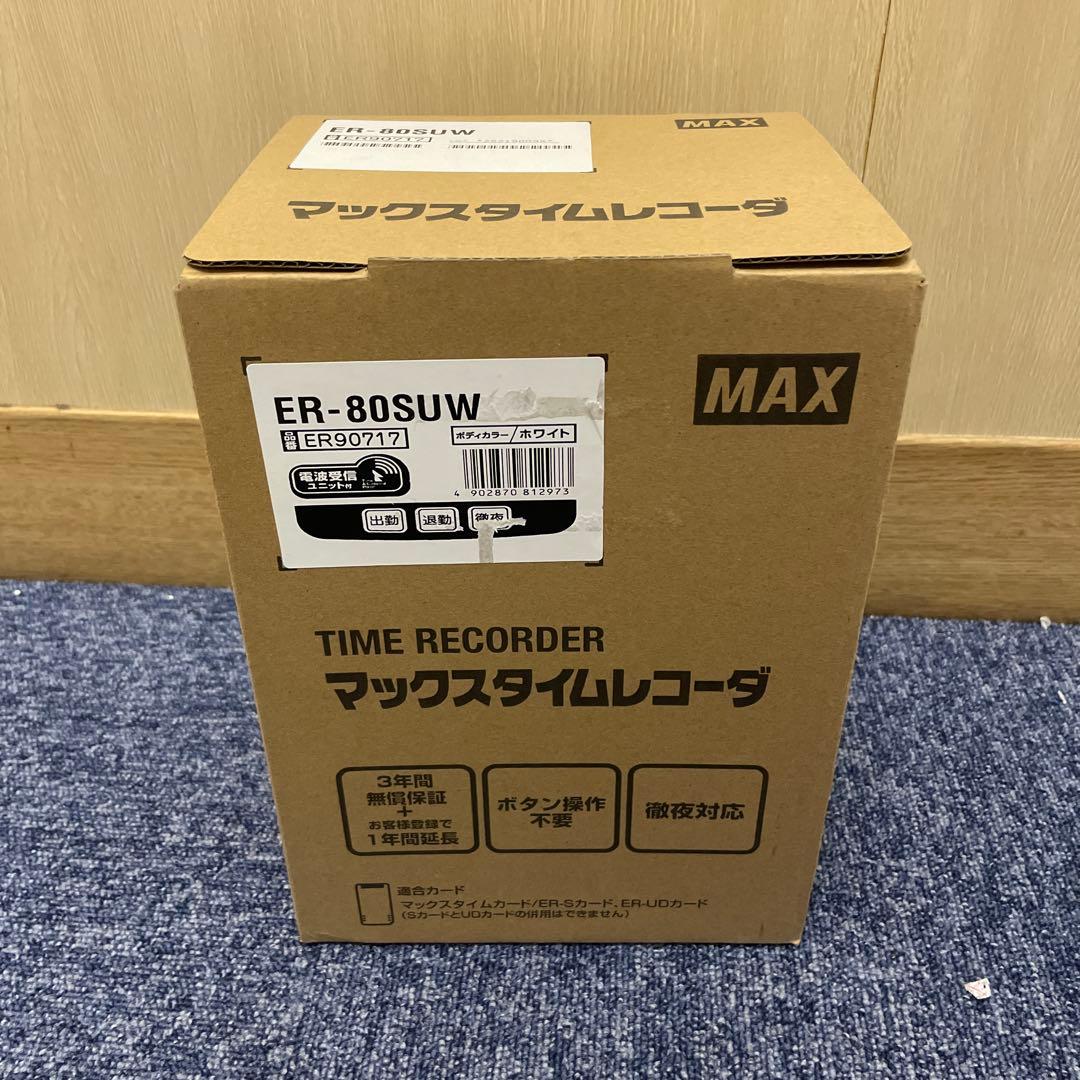 ER-80SUW
MAX
品番 ER90717
マックスタイムレコーダ
ER-80SUW
MAX
品番 ER90717
ボディカラー/ホワイト
電波受信
ユニット付
4 902870 812973
出勤 退勤 徹夜
TIME RECORDER
マックスタイムレコーダ
3年間
無償保証
+
お客様登録で
1年間延長
ボタン操作
不要
徹夜対応
適合カード
マックスタイムカード/ER-Sカード、ER-UDカード
(SカードとUDカードの併用はできません)